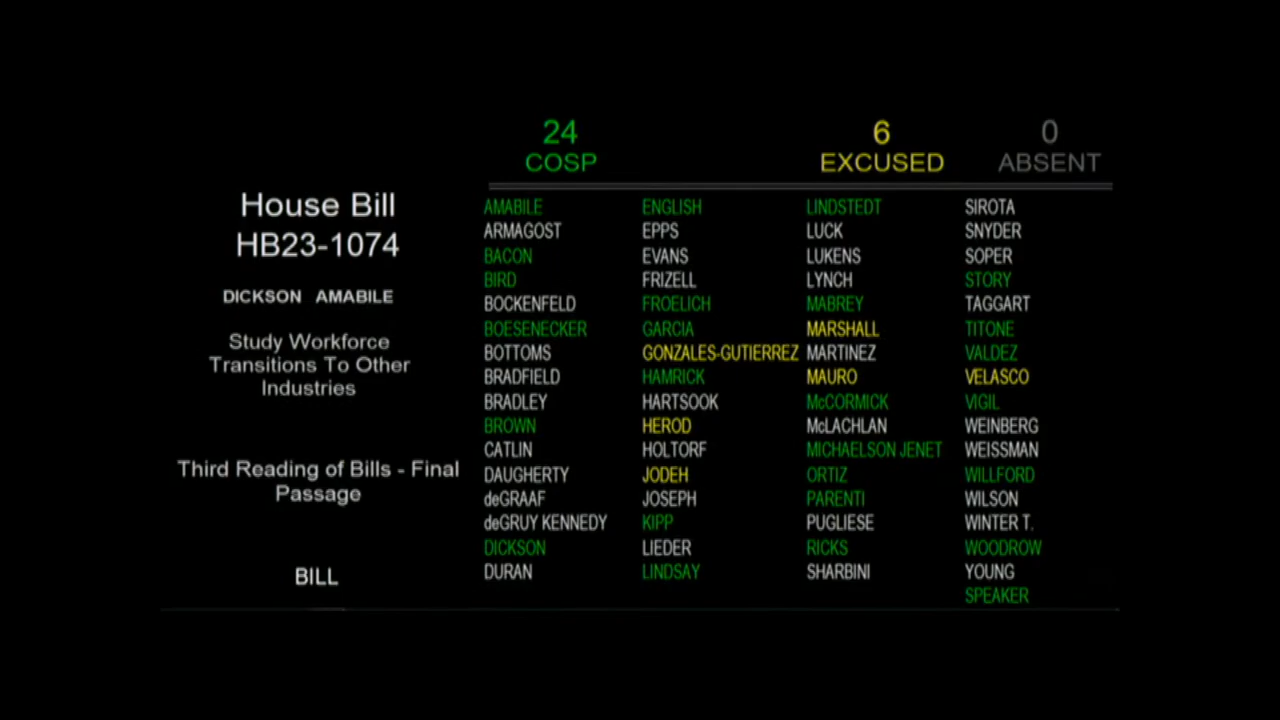 24 6 0
COSP EXCUSED ABSENT
House Bill
HB23-1074
DICKSON AMABILE
Study Workforce
Transitions To Other
Industries
Third Reading of Bills - Final
Passage
BILL
AMABILE ENGLISH LINDSTEDT SIROTA
ARMAGOST EPPS LUCK SNYDER
BACON EVANS LUKENS SOPER
BIRD FRIZELL LYNCH STORY
BOCKENFELD FROELICH MABREY TAGGART
BOESENECKER GARCIA MARSHALL TITONE
BOTTOMS GONZALES-GUTIERREZ MARTINEZ VALDEZ
BRADFIELD HAMRICK MAURO VELASCO
BRADLEY HARTSOOK McCORMICK VIGIL
BROWN HEROD McLACHLAN WEINBERG
CATLIN HOLTORF MICHAELSON JENET WEISSMAN
DAUGHERTY JODEH ORTIZ WILLFORD
deGRAAF JOSEPH PARENTI WILSON
deGRUY KENNEDY KIPP PUGLIESE WINTER T.
DICKSON LIEDER RICKS WOODROW
DURAN LINDSAY SHARBINI YOUNG
SPEAKER